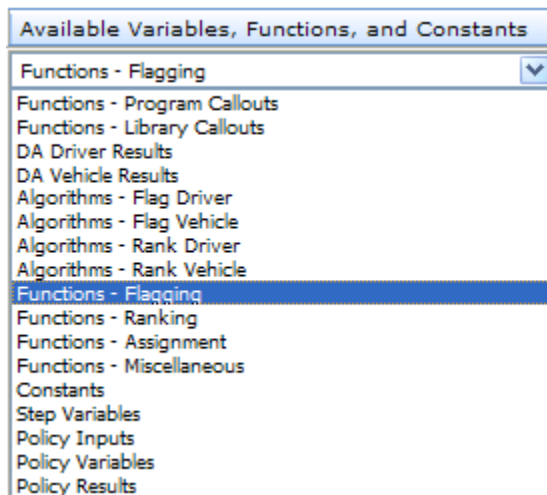 Available Variables, Functions, and Constants
Functions - Flagging
Functions - Program Callouts
Functions - Library Callouts
DA Driver Results
DA Vehicle Results
Algorithms - Flag Driver
Algorithms - Flag Vehicle
Algorithms - Rank Driver
Algorithms - Rank Vehicle
Functions - Flagging
Functions - Ranking
Functions - Assignment
Functions - Miscellaneous
Constants
Step Variables
Policy Inputs
Policy Variables
Policy Results